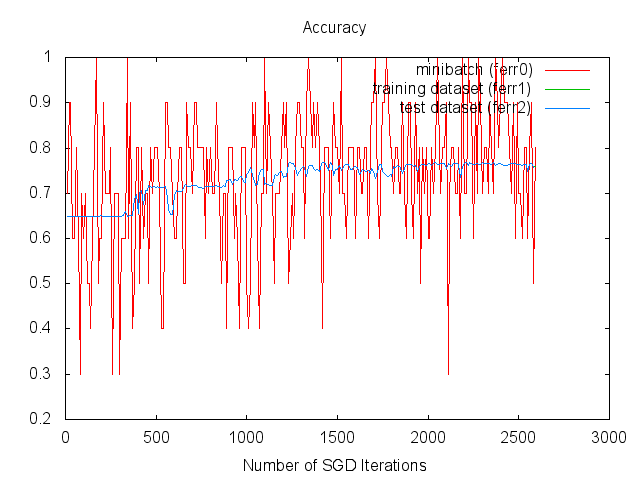 Accuracy
minibatch (ferr0)
training dataset (ferr1)
test dataset (ferr2)
1
0.9
0.8
0.7
0.6
0.5
0.4
0.3
0.2
0 500 1000 1500 2000 2500 3000
Number of SGD Iterations